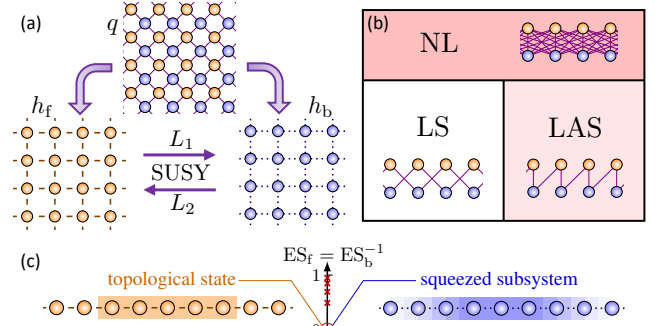 (a)
q
h_f
h_b
L_1
SUSY
L_2
(b)
NL
LS
LAS
(c)
ES_f = ES_b^{-1}
1
topological state
squeezed subsystem